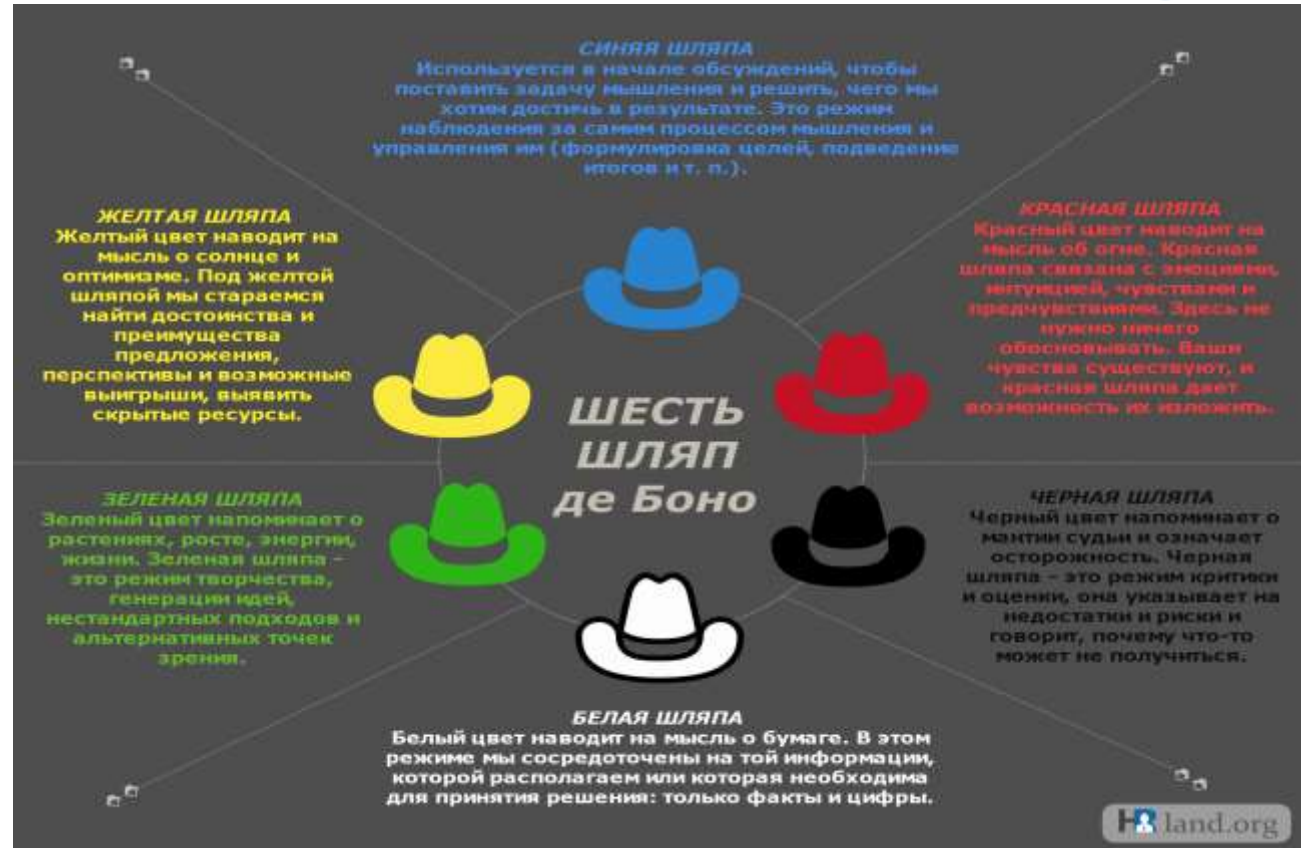 СИНЯЯ ШЛЯПА
Используется в начале обсуждений, чтобы
поставить задачу мышления и решить, чего мы
хотим достичь в результате. Это режим
наблюдения за самим процессом мышления и
управления им (формулировка целей, подведение
итогов и т. п.).
ЖЕЛТАЯ ШЛЯПА
Желтый цвет наводит на
мысль о солнце и
оптимизме. Под желтой
шляпой мы стараемся
найти достоинства и
преимущества
предложения,
перспективы и возможные
выигрыши, выявить
скрытые ресурсы.
КРАСНАЯ ШЛЯПА
Красный цвет наводит на
мысль об огне. Красная
шляпа связана с эмоциями,
интуицией, чувствами и
предчувствиями. Здесь не
нужно ничего
обосновывать. Ваши
чувства существуют, и
красная шляпа дает
возможность их изложить.
ШЕСТЬ
ШЛЯП
де Боно
ЗЕЛЕНАЯ ШЛЯПА
Зеленый цвет напоминает о
растениях, росте, энергии,
жизни. Зеленая шляпа –
это режим творчества,
генерации идей,
нестандартных подходов и
альтернативных точек
зрения.
ЧЕРНАЯ ШЛЯПА
Черный цвет напоминает о
мантии судьи и означает
осторожность. Черная
шляпа – это режим критики
и оценки, она указывает на
недостатки и риски и
говорит, почему что-то
может не получиться.
БЕЛАЯ ШЛЯПА
Белый цвет наводит на мысль о бумаге. В этом
режиме мы сосредоточены на той информации,
которой располагаем или которая необходима
для принятия решения: только факты и цифры.
HR land.org